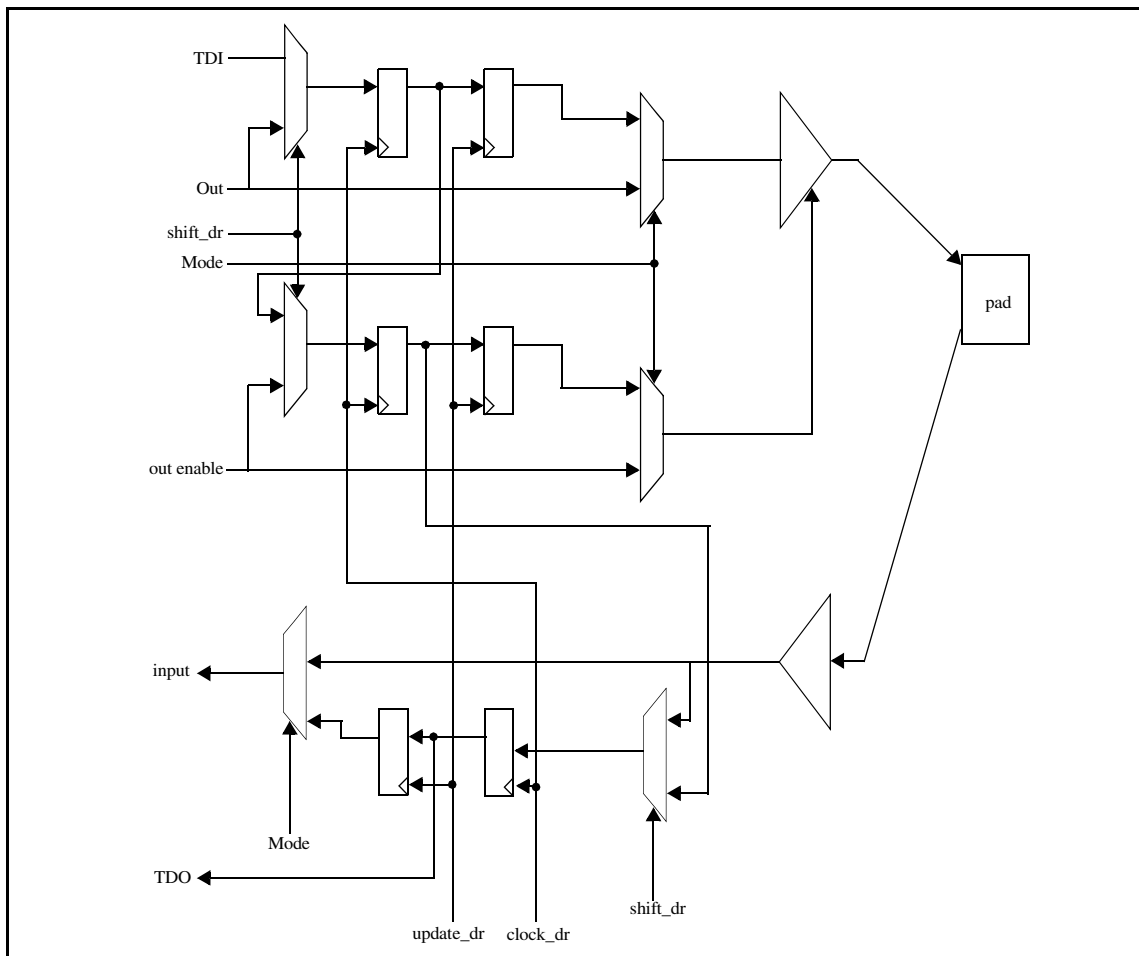 TDI
Out
shift_dr
Mode
pad
out enable
input
Mode
TDO
shift_dr
update_dr
clock_dr